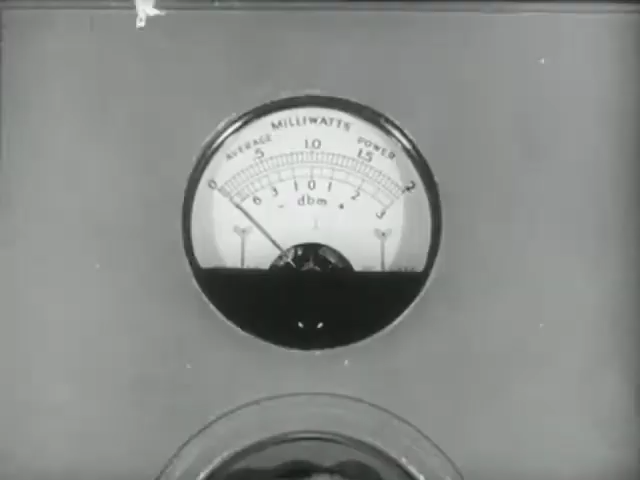 MILLIWATTS
AVERAGE POWER
0 .5 1.0 1.5 2
6 3 1 0 1 2 3
- dbm +